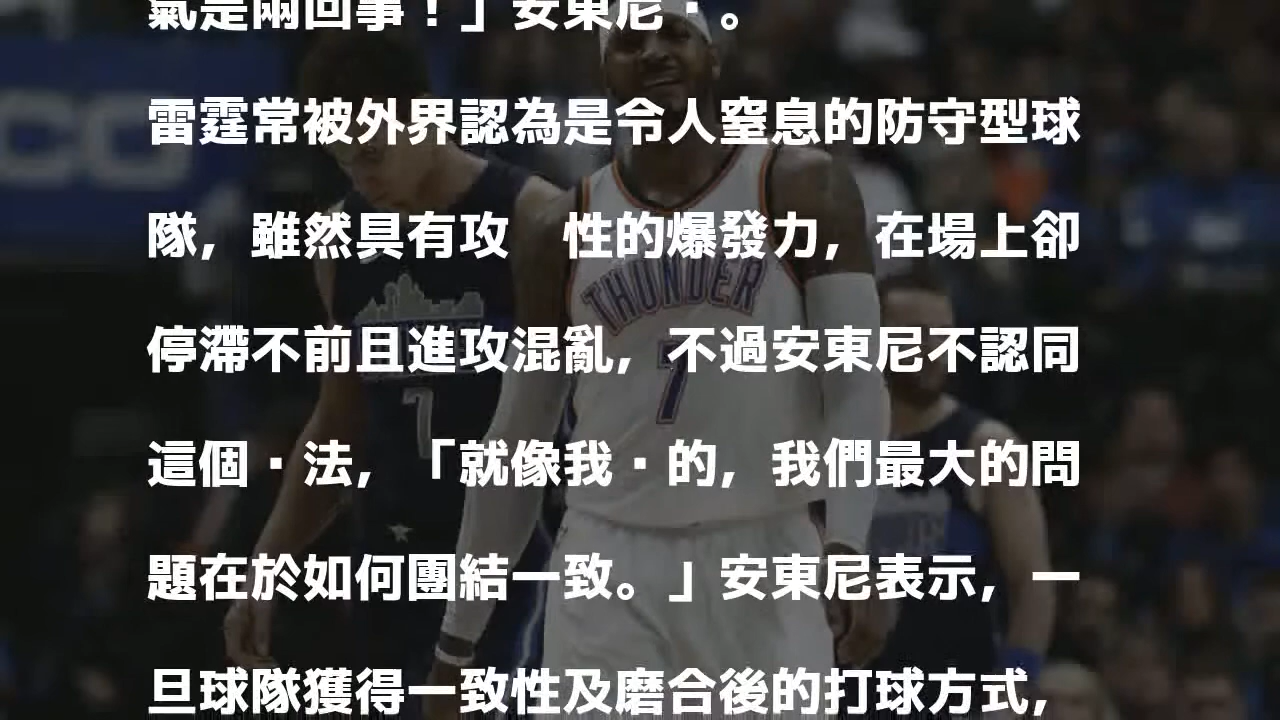 氣是兩回事！」安東尼·。
雷霆常被外界認為是令人窒息的防守型球
隊，雖然具有攻　性的爆發力，在場上卻
停滯不前且進攻混亂，不過安東尼不認同
這個·法，「就像我·的，我們最大的問
題在於如何團結一致。」安東尼表示，一
旦球隊獲得一致性及磨合後的打球方式，
THUNDER
7
7